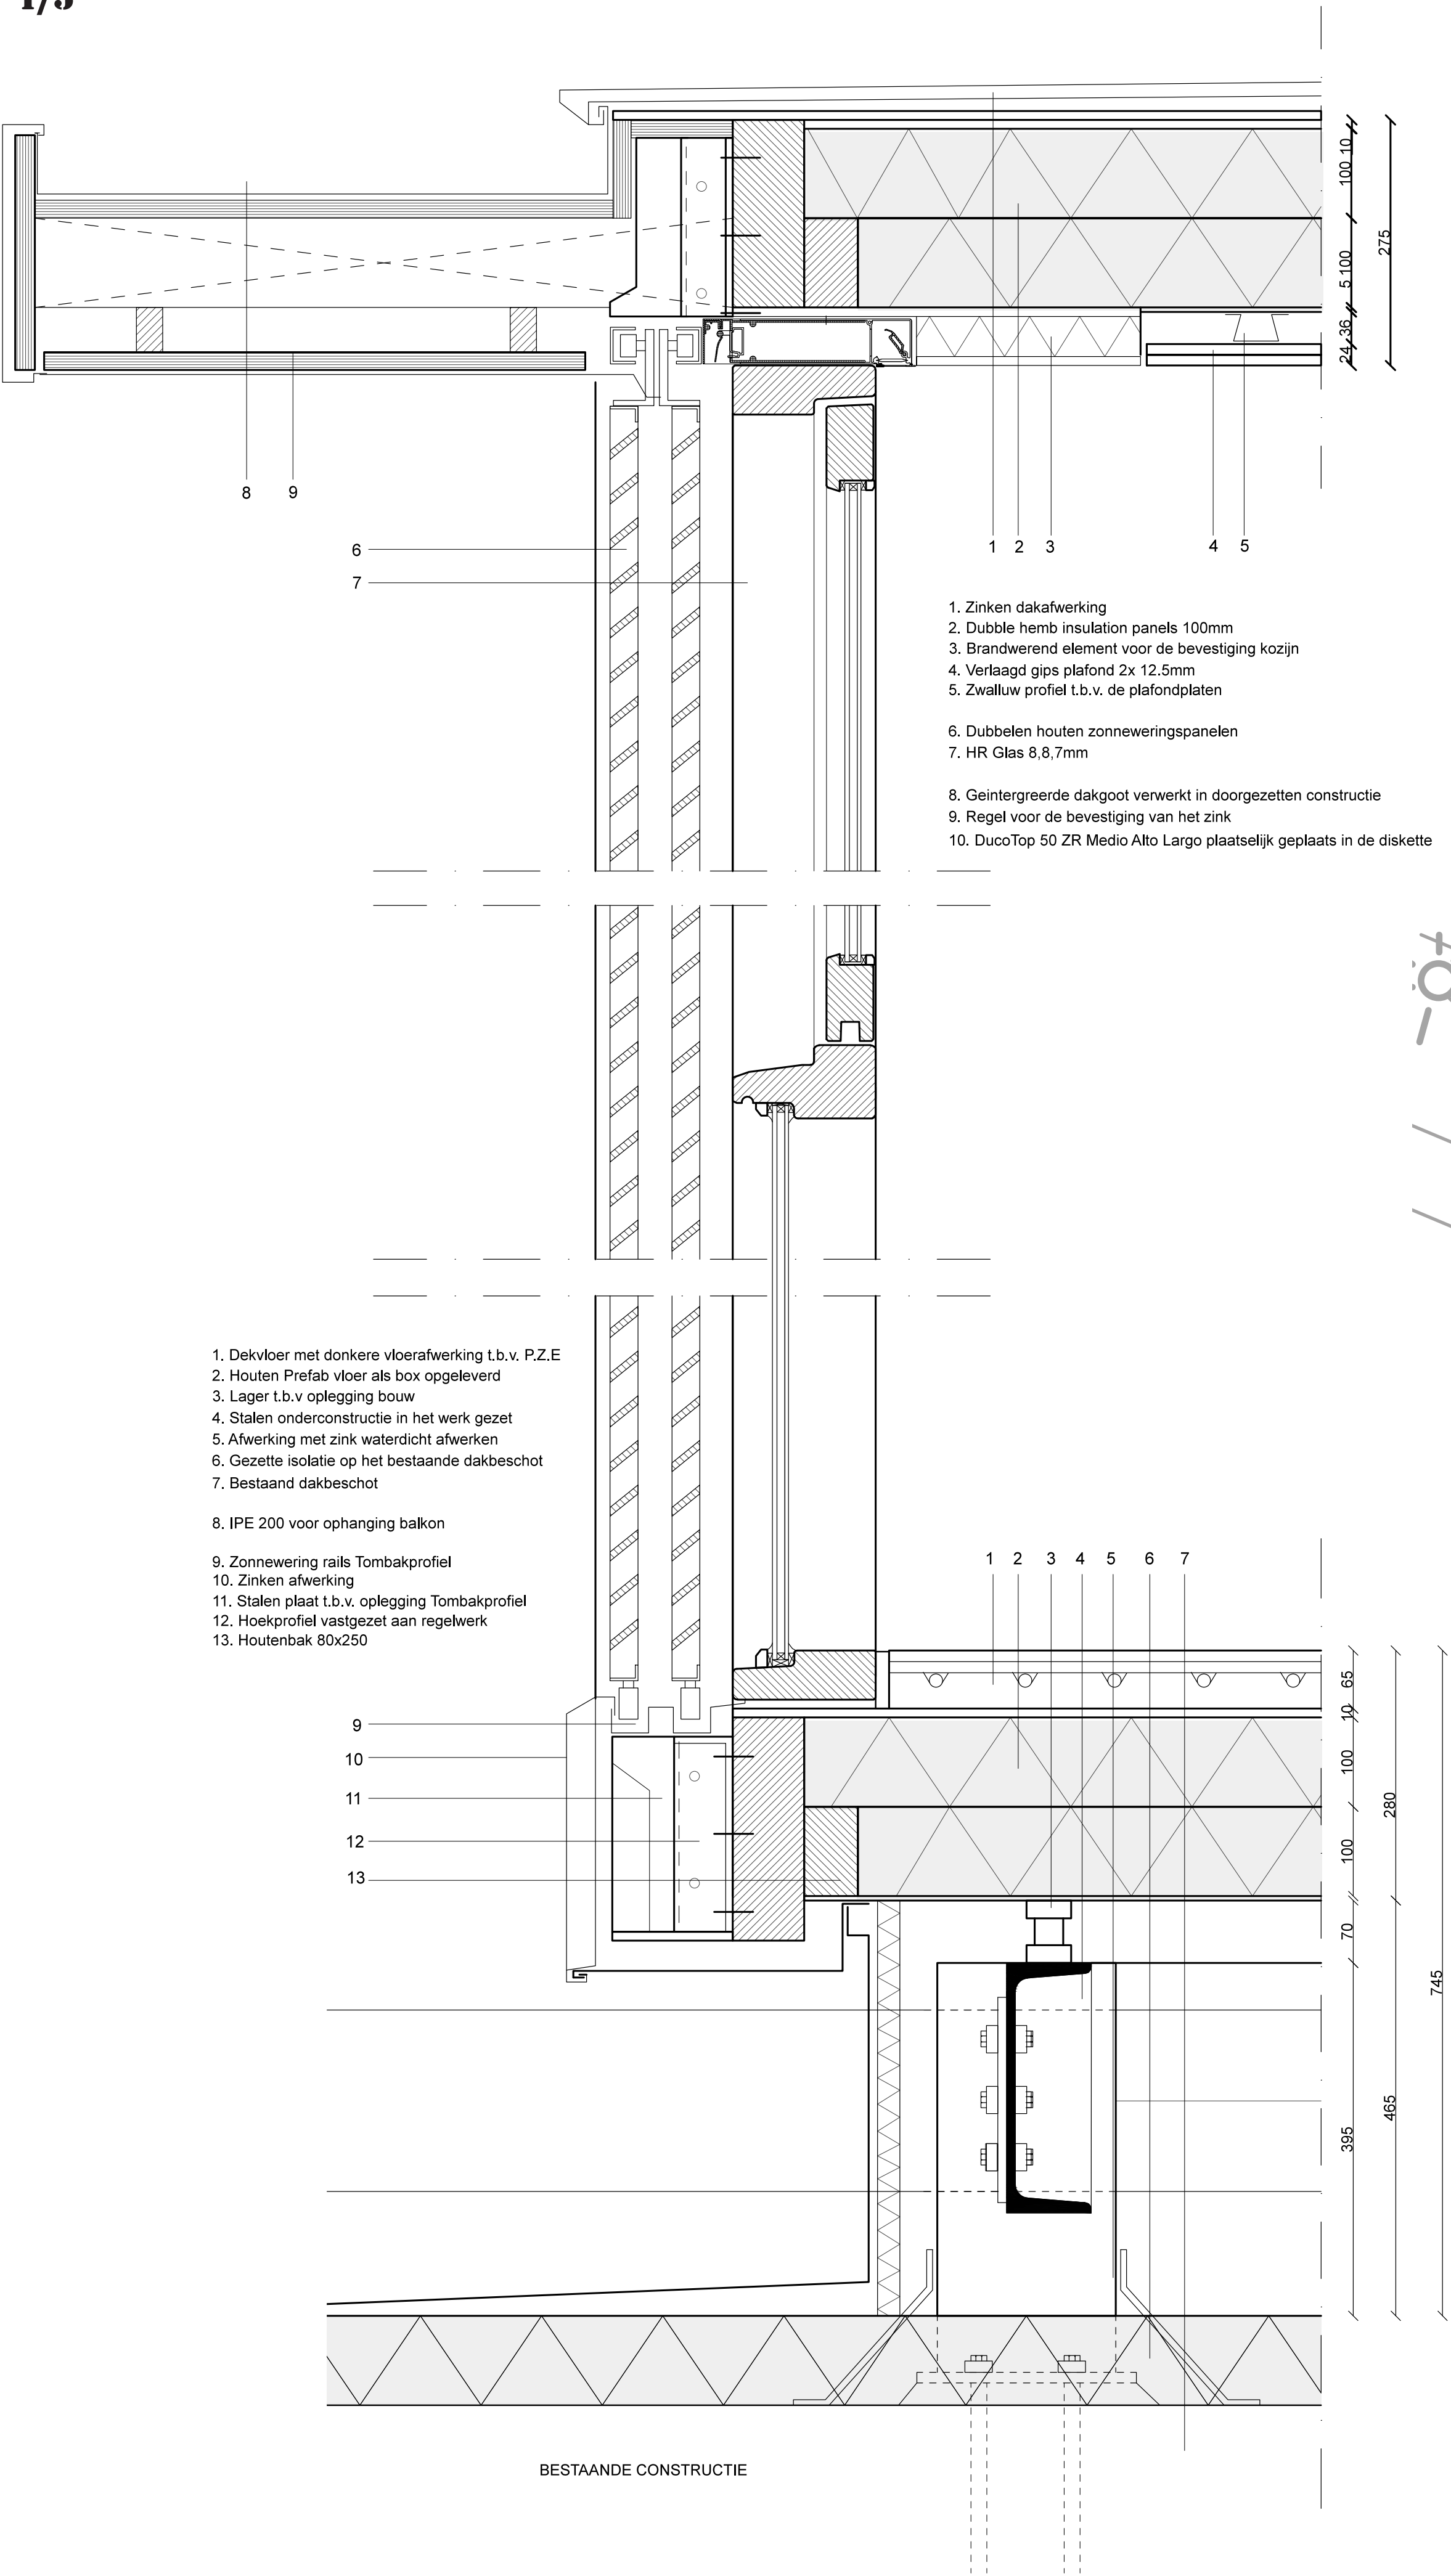 1/5
100 10
5 100
24 36
275
8 9
6
7
1 2 3 4 5
1. Zinken dakafwerking
2. Dubble hemb insulation panels 100mm
3. Brandwerend element voor de bevestiging kozijn
4. Verlaagd gips plafond 2x 12.5mm
5. Zwalluw profiel t.b.v. de plafondplaten
6. Dubbelen houten zonneweringspanelen
7. HR Glas 8,8,7mm
8. Geintergreerde dakgoot verwerkt in doorgezetten constructie
9. Regel voor de bevestiging van het zink
10. DucoTop 50 ZR Medio Alto Largo plaatselijk geplaats in de diskette
1. Dekvloer met donkere vloerafwerking t.b.v. P.Z.E
2. Houten Prefab vloer als box opgeleverd
3. Lager t.b.v oplegging bouw
4. Stalen onderconstructie in het werk gezet
5. Afwerking met zink waterdicht afwerken
6. Gezette isolatie op het bestaande dakbeschot
7. Bestaand dakbeschot
8. IPE 200 voor ophanging balkon
9. Zonnewering rails Tombakprofiel
10. Zinken afwerking
11. Stalen plaat t.b.v. oplegging Tombakprofiel
12. Hoekprofiel vastgezet aan regelwerk
13. Houtenbak 80x250
1 2 3 4 5 6 7
9
10
11
12
13
65
10
100
100
70
395
280
465
745
BESTAANDE CONSTRUCTIE